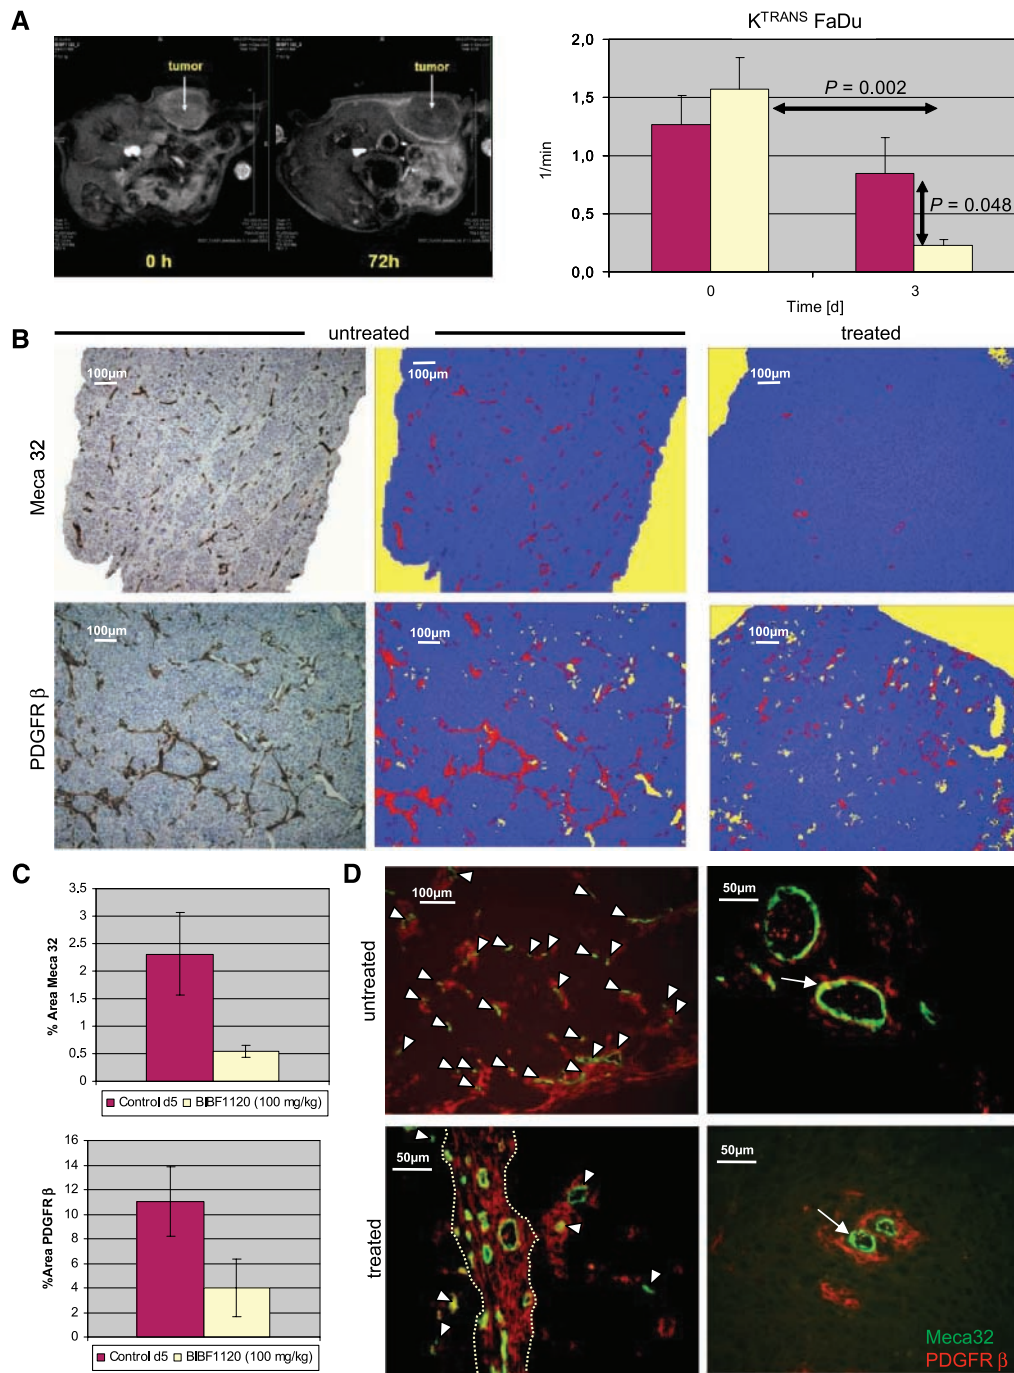 A
tumor
tumor
0 h
72h
K^TRANS FaDu
2,0
1,5
1,0
0,5
0,0
1/min
P = 0.002
P = 0.048
0
3
Time [d]
B
untreated
treated
Meca 32
100µm
100µm
100µm
PDGFR β
100µm
100µm
100µm
C
3.5
3
2.5
2
1.5
1
0.5
0
% Area Meca 32
Control d5 BIBF1120 (100 mg/kg)
16
14
12
10
8
6
4
2
0
%Area PDGFR β
Control d5 BIBF1120 (100 mg/kg)
D
untreated
100µm
50µm
treated
50µm
50µm
Meca32
PDGFR β